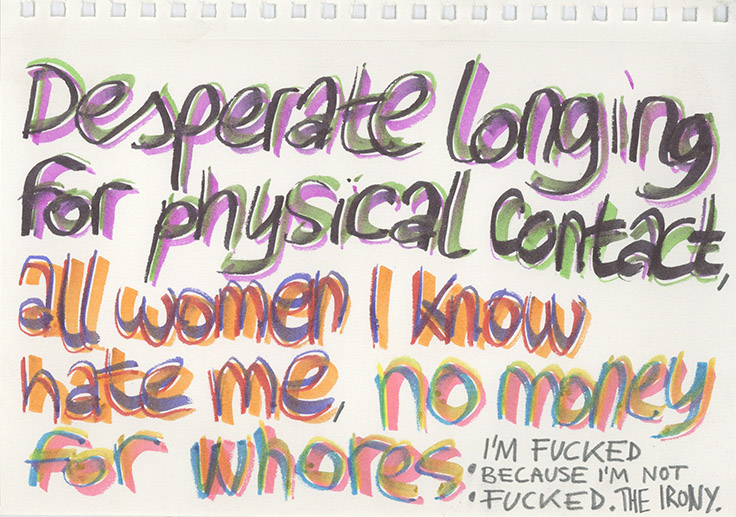 Desperate longing
for physical contact,
all women I know
hate me, no money
for whores.
I'M FUCKED
BECAUSE I'M NOT
FUCKED. THE IRONY.